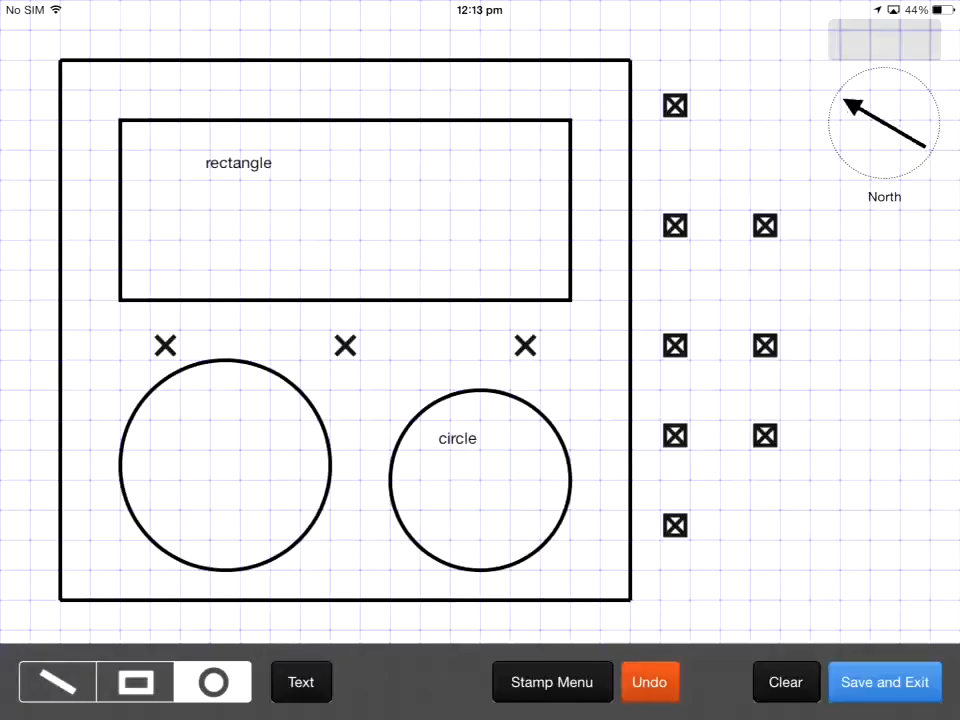 No SIM 12:13 pm 44%
rectangle
North
circle
Text Stamp Menu Undo Clear Save and Exit